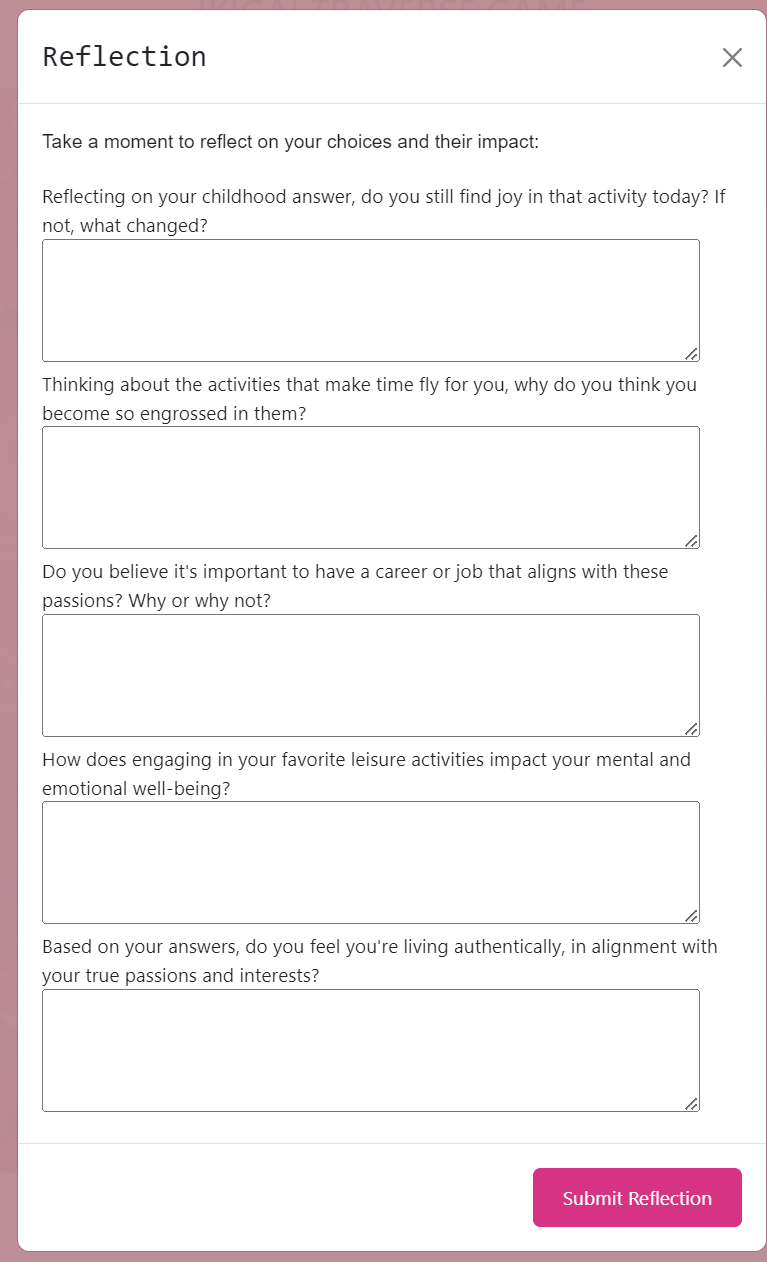 IKIGAI TRAVERSE GAME
Reflection
Take a moment to reflect on your choices and their impact:
Reflecting on your childhood answer, do you still find joy in that activity today? If
not, what changed?
Thinking about the activities that make time fly for you, why do you think you
become so engrossed in them?
Do you believe it's important to have a career or job that aligns with these
passions? Why or why not?
How does engaging in your favorite leisure activities impact your mental and
emotional well-being?
Based on your answers, do you feel you're living authentically, in alignment with
your true passions and interests?
Submit Reflection